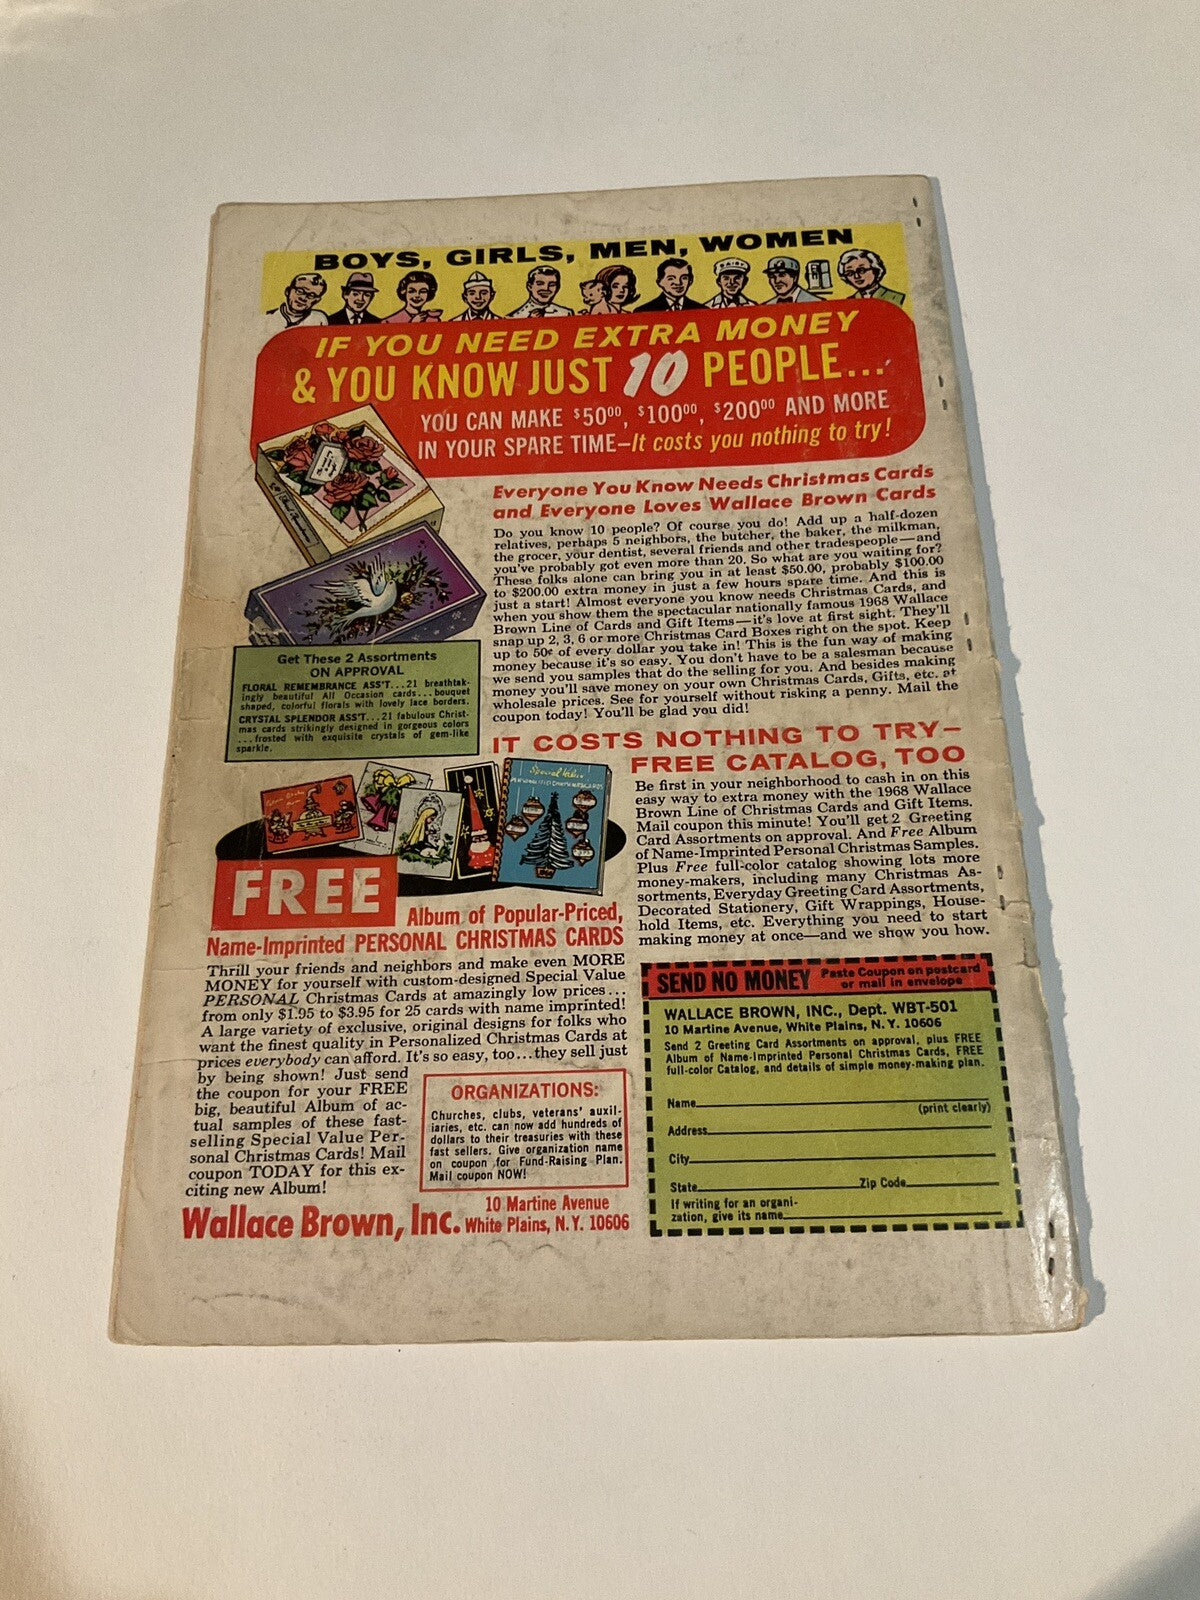 BOYS, GIRLS, MEN, WOMEN
IF YOU NEED EXTRA MONEY
& YOU KNOW JUST 10 PEOPLE...
YOU CAN MAKE $50.00, $100.00, $200.00 AND MORE
IN YOUR SPARE TIME—It costs you nothing to try!
Everyone You Know Needs Christmas Cards
and Everyone Loves Wallace Brown Cards
Do you know 10 people? Of course you do! Add up a half-dozen
relatives, perhaps 5 neighbors, the butcher, the baker, the milkman,
the grocer, your dentist, several friends and other tradespeople—and
you've probably got even more than 20. So what are you waiting for?
These folks alone can bring you in at least $50.00, probably $100.00
to $200.00 extra money in just a few hours spare time. And this is
just a start! Almost everyone you know needs Christmas Cards, and
when you show them the spectacular nationally famous 1968 Wallace
Brown Line of Cards and Gift Items—it's love at first sight. They'll
snap up 2, 3, 6 or more Christmas Card Boxes right on the spot. Keep
up to 50¢ of every dollar you take in! This is the fun way of making
money because it's so easy. You don't have to be a salesman because
we send you samples that do the selling for you. And besides making
money you'll save money on your own Christmas Cards, Gifts, etc. at
wholesale prices. See for yourself without risking a penny. Mail the
coupon today! You'll be glad you did!
Get These 2 Assortments
ON APPROVAL
FLORAL REMEMBRANCE ASS'T...21 breathtak-
ingly beautiful All Occasion cards...bouquet
shaped, colorful florals with lovely lace borders.
CRYSTAL SPLENDOR ASS'T...21 fabulous Christ-
mas cards strikingly designed in gorgeous colors
...frosted with exquisite crystals of gem-like
sparkle.
IT COSTS NOTHING TO TRY—
FREE CATALOG, TOO
Be first in your neighborhood to cash in on this
easy way to extra money with the 1968 Wallace
Brown Line of Christmas Cards and Gift Items.
Mail coupon this minute! You'll get 2 Greeting
Card Assortments on approval. And Free Album
of Name-Imprinted Personal Christmas Samples.
Plus Free full-color catalog showing lots more
money-makers, including many Christmas As-
sortments, Everyday Greeting Card Assortments,
Decorated Stationery, Gift Wrappings, House-
hold Items, etc. Everything you need to start
making money at once—and we show you how.
Special Value
FREE
Album of Popular-Priced,
Name-Imprinted PERSONAL CHRISTMAS CARDS
Thrill your friends and neighbors and make even MORE
MONEY for yourself with custom-designed Special Value
PERSONAL Christmas Cards at amazingly low prices...
from only $1.95 to $3.95 for 25 cards with name imprinted!
A large variety of exclusive, original designs for folks who
want the finest quality in Personalized Christmas Cards at
prices everybody can afford. It's so easy, too...they sell just
by being shown! Just send
the coupon for your FREE
big, beautiful Album of ac-
tual samples of these fast-
selling Special Value Per-
sonal Christmas Cards! Mail
coupon TODAY for this ex-
citing new Album!
ORGANIZATIONS:
Churches, clubs, veterans' auxil-
iaries, etc. can now add hundreds of
dollars to their treasuries with these
fast sellers. Give organization name
on coupon for Fund-Raising Plan.
Mail coupon NOW!
Wallace Brown, Inc.
10 Martine Avenue
White Plains, N.Y. 10606
SEND NO MONEY
Paste Coupon on postcard
or mail in envelope
WALLACE BROWN, INC., Dept. WBT-501
10 Martine Avenue, White Plains, N.Y. 10606
Send 2 Greeting Card Assortments on approval, plus FREE
Album of Name-Imprinted Personal Christmas Cards, FREE
full-color Catalog, and details of simple money-making plan.
Name
(print clearly)
Address
City
State Zip Code
If writing for an organi-
zation, give its name